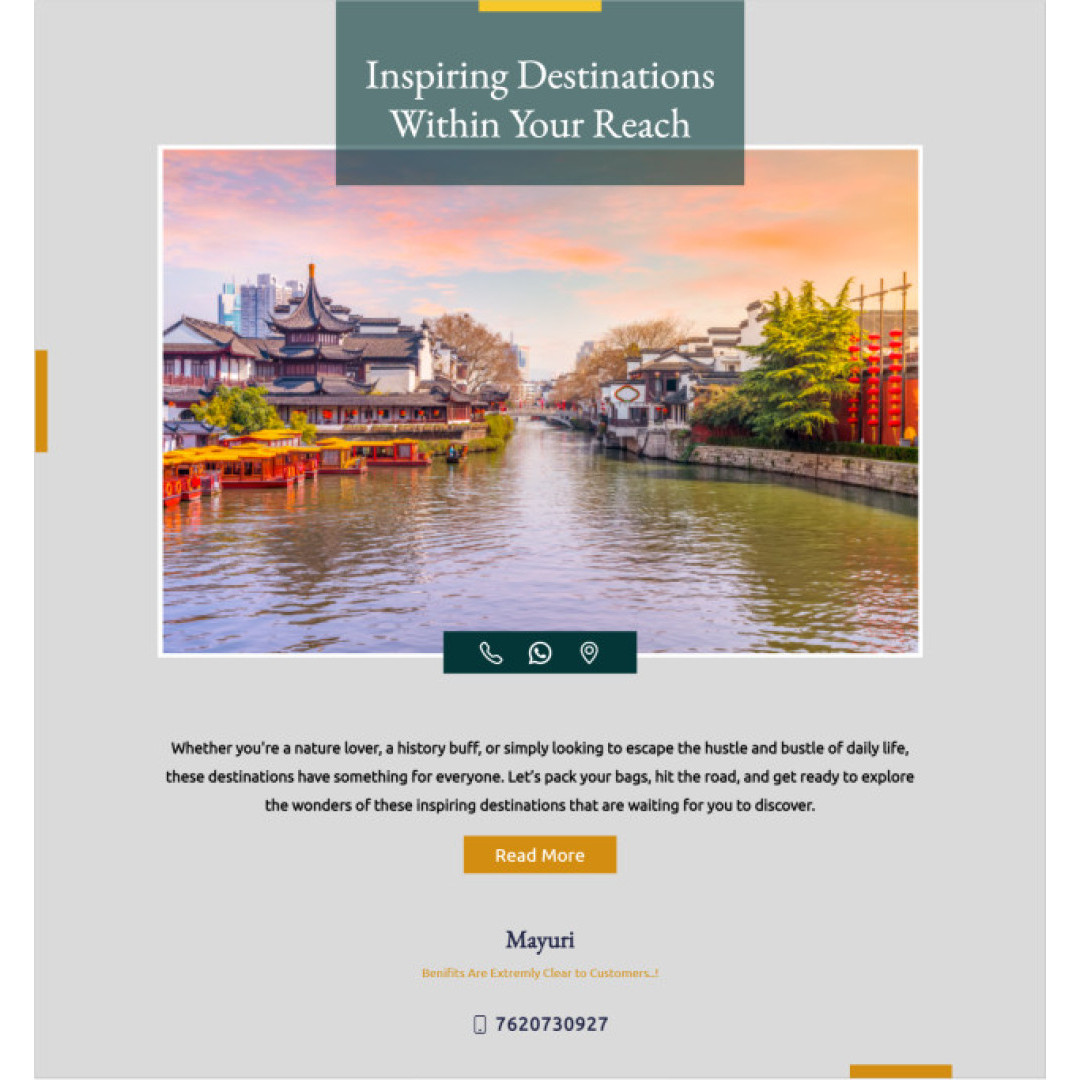 Inspiring Destinations
Within Your Reach
Whether you're a nature lover, a history buff, or simply looking to escape the hustle and bustle of daily life,
these destinations have something for everyone. Let's pack your bags, hit the road, and get ready to explore
the wonders of these inspiring destinations that are waiting for you to discover.
Read More
Mayuri
Benifits Are Extremly Clear to Customers..!
7620730927